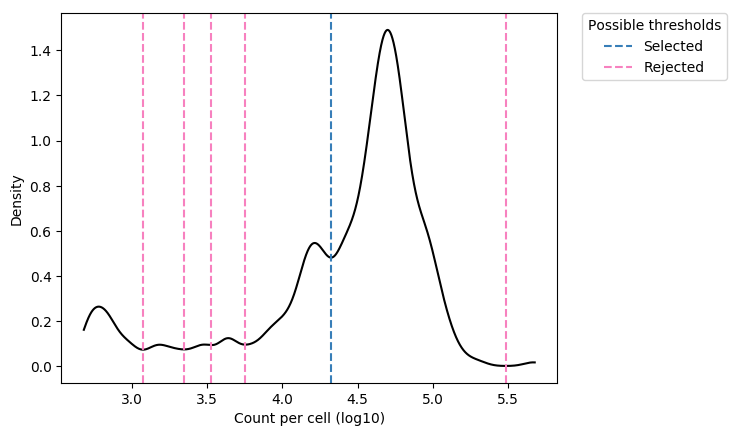 Possible thresholds
Selected
Rejected
1.4
1.2
1.0
0.8
0.6
0.4
0.2
0.0
Density
3.0 3.5 4.0 4.5 5.0 5.5
Count per cell (log10)